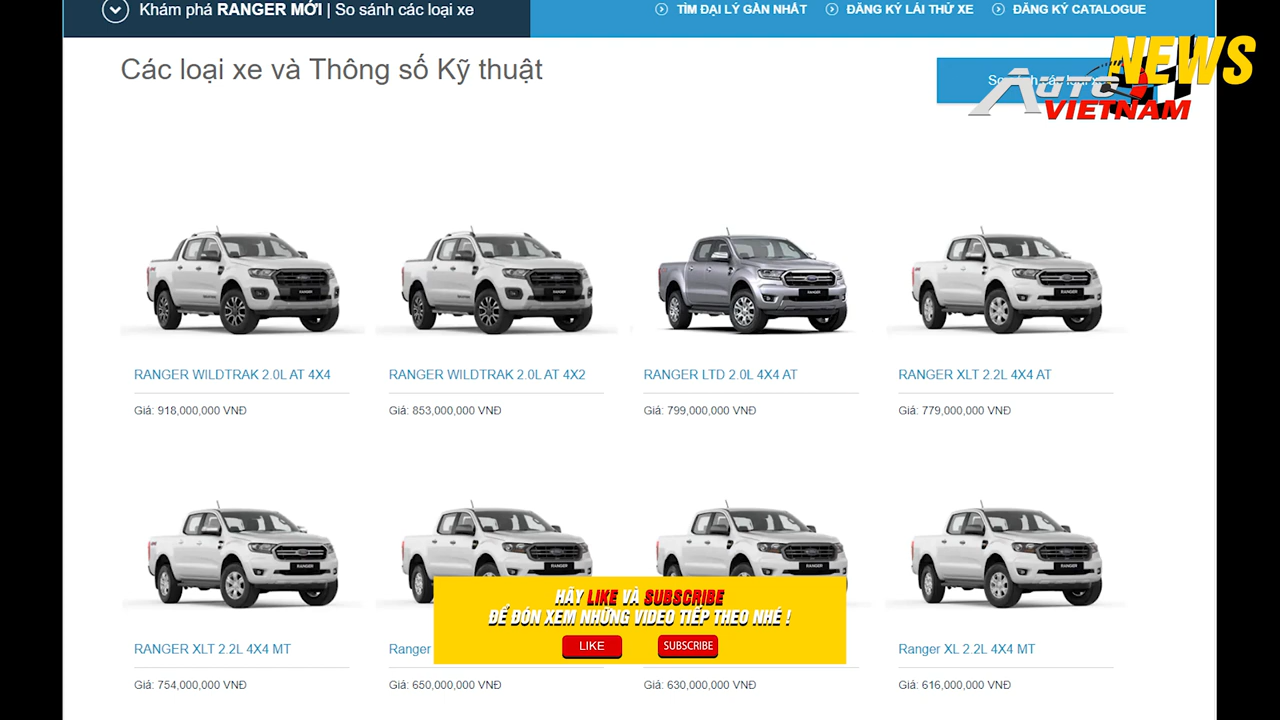 Khám phá RANGER MỚI | So sánh các loại xe
TÌM ĐẠI LÝ GẦN NHẤT
ĐĂNG KÝ LÁI THỬ XE
ĐĂNG KÝ CATALOGUE
NEWS
AUTO
VIETNAM
Các loại xe và Thông số Kỹ thuật
RANGER WILDTRAK 2.0L AT 4X4
RANGER WILDTRAK 2.0L AT 4X2
RANGER LTD 2.0L 4X4 AT
RANGER XLT 2.2L 4X4 AT
Giá: 918,000,000 VNĐ
Giá: 853,000,000 VNĐ
Giá: 799,000,000 VNĐ
Giá: 779,000,000 VNĐ
HÃY LIKE VÀ SUBSCRIBE
ĐỂ ĐÓN XEM NHỮNG VIDEO TIẾP THEO NHÉ !
LIKE
SUBSCRIBE
RANGER XLT 2.2L 4X4 MT
Ranger
Ranger XL 2.2L 4X4 MT
Giá: 754,000,000 VNĐ
Giá: 650,000,000 VNĐ
Giá: 630,000,000 VNĐ
Giá: 616,000,000 VNĐ